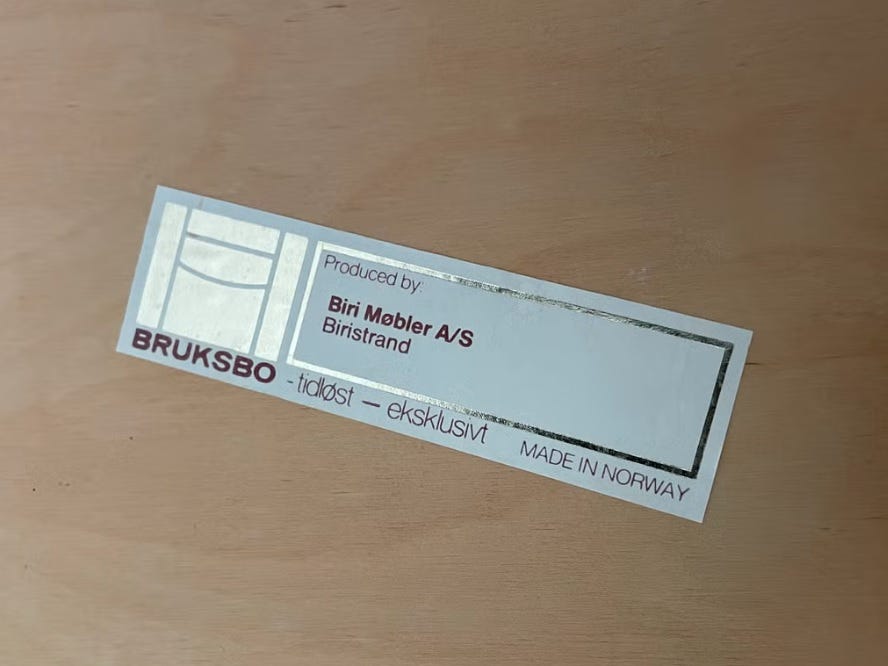 Produced by:
Biri Møbler A/S
Biristrand
BRUKSBO - tidløst — eksklusivt
MADE IN NORWAY